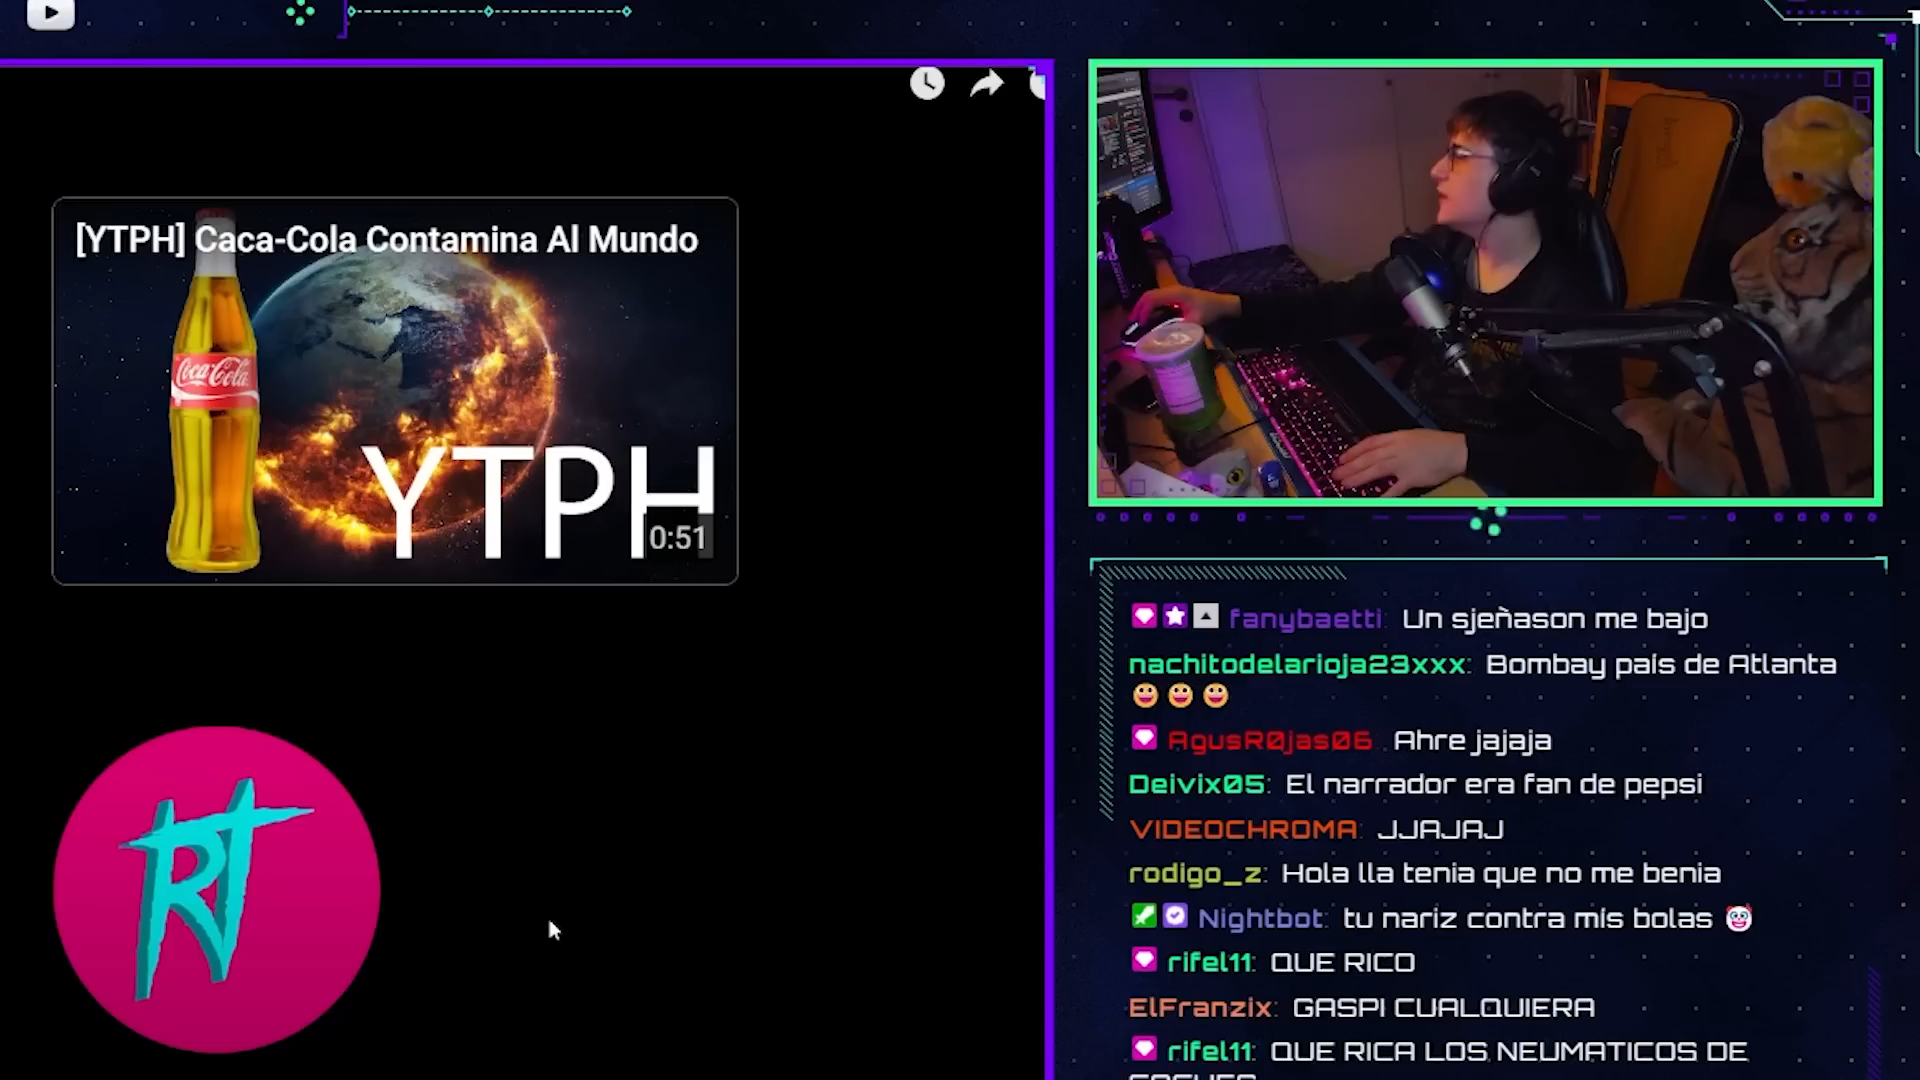 [YTPH] Caca-Cola Contamina Al Mundo
Coca-Cola
YTPH
0:51
RT
fanybaetti: Un sjeǹason me bajo
nachitodelarioja23xxx: Bombay país de Atlanta
AgusR0jas06: Ahre jajaja
Deivix05: El narrador era fan de pepsi
VIDEOCHROMA: JJAJAJ
rodigo_z: Hola lla tenia que no me benia
Nightbot: tu nariz contra mis bolas
rifel11: QUE RICO
ElFranzix: GASPI CUALQUIERA
rifel11: QUE RICA LOS NEUMATICOS DE